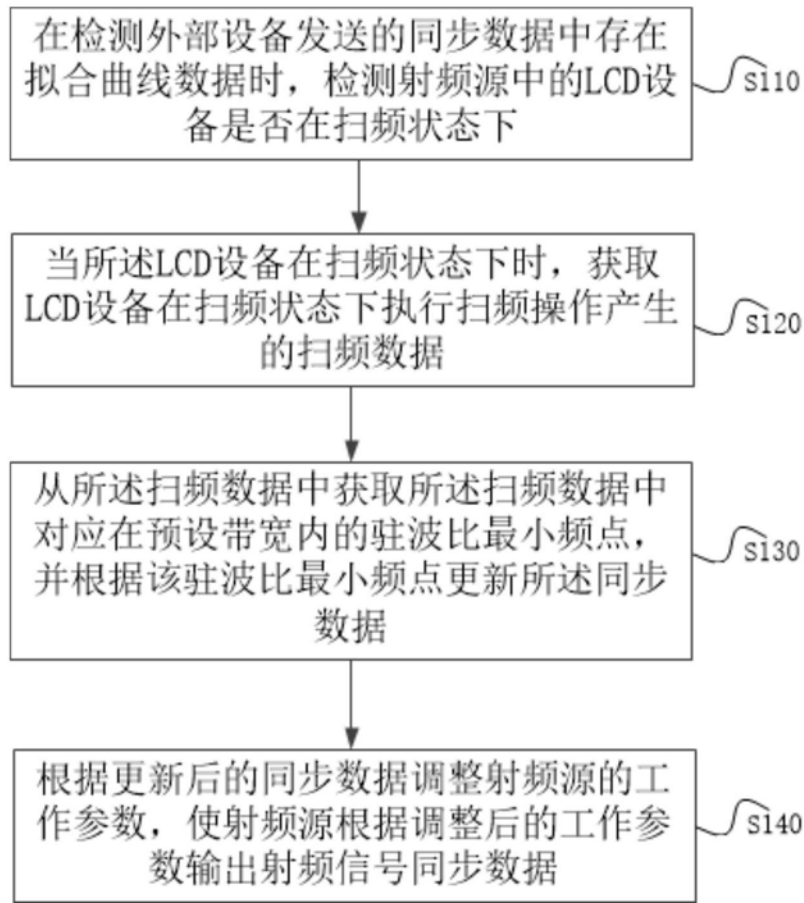 在检测外部设备发送的同步数据中存在
拟合曲线数据时，检测射频源中的LCD设
备是否在扫频状态下
S110
当所述LCD设备在扫频状态下时，获取
LCD设备在扫频状态下执行扫频操作产生
的扫频数据
S120
从所述扫频数据中获取所述扫频数据中
对应在预设带宽内的驻波比最小频点，
并根据该驻波比最小频点更新所述同步
数据
S130
根据更新后的同步数据调整射频源的工
作参数，使射频源根据调整后的工作参
数输出射频信号同步数据
S140